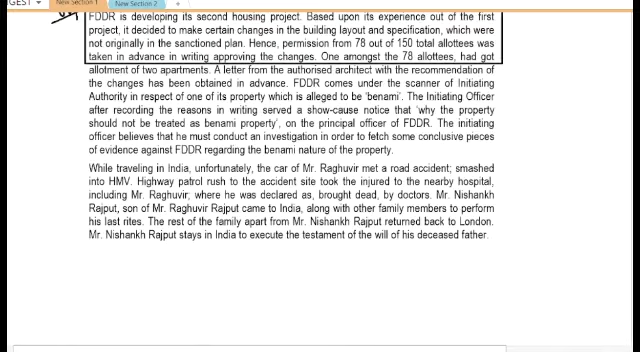 GEST
New Section 1
New Section 2
FDDR is developing its second housing project. Based upon its experience out of the first
project, it decided to make certain changes in the building layout and specification, which were
not originally in the sanctioned plan. Hence, permission from 78 out of 150 total allottees was
taken in advance in writing approving the changes. One amongst the 78 allottees, had got
allotment of two apartments. A letter from the authorised architect with the recommendation of
the changes has been obtained in advance. FDDR comes under the scanner of Initiating
Authority in respect of one of its property which is alleged to be 'benami'. The Initiating Officer
after recording the reasons in writing served a show-cause notice that 'why the property
should not be treated as benami property', on the principal officer of FDDR. The initiating
officer believes that he must conduct an investigation in order to fetch some conclusive pieces
of evidence against FDDR regarding the benami nature of the property.
While traveling in India, unfortunately, the car of Mr. Raghuvir met a road accident; smashed
into HMV. Highway patrol rush to the accident site took the injured to the nearby hospital,
including Mr. Raghuvir; where he was declared as, brought dead, by doctors. Mr. Nishankh
Rajput, son of Mr. Raghuvir Rajput came to India, along with other family members to perform
his last rites. The rest of the family apart from Mr. Nishankh Rajput returned back to London.
Mr. Nishankh Rajput stays in India to execute the testament of the will of his deceased father.